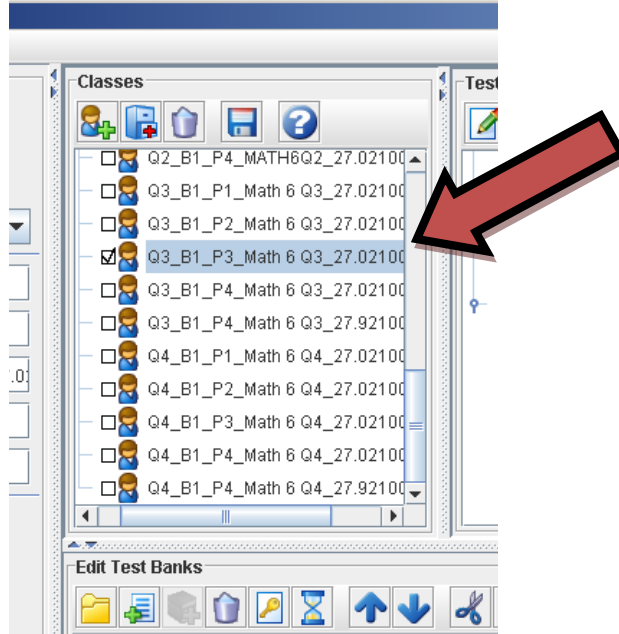 Classes
Test
Q2_B1_P4_MATH6Q2_27.02100
Q3_B1_P1_Math 6 Q3_27.02100
Q3_B1_P2_Math 6 Q3_27.02100
Q3_B1_P3_Math 6 Q3_27.02100
Q3_B1_P4_Math 6 Q3_27.02100
Q3_B1_P4_Math 6 Q3_27.92100
Q4_B1_P1_Math 6 Q4_27.02100
.01
Q4_B1_P2_Math 6 Q4_27.02100
Q4_B1_P3_Math 6 Q4_27.02100
Q4_B1_P4_Math 6 Q4_27.02100
Q4_B1_P4_Math 6 Q4_27.92100
Edit Test Banks